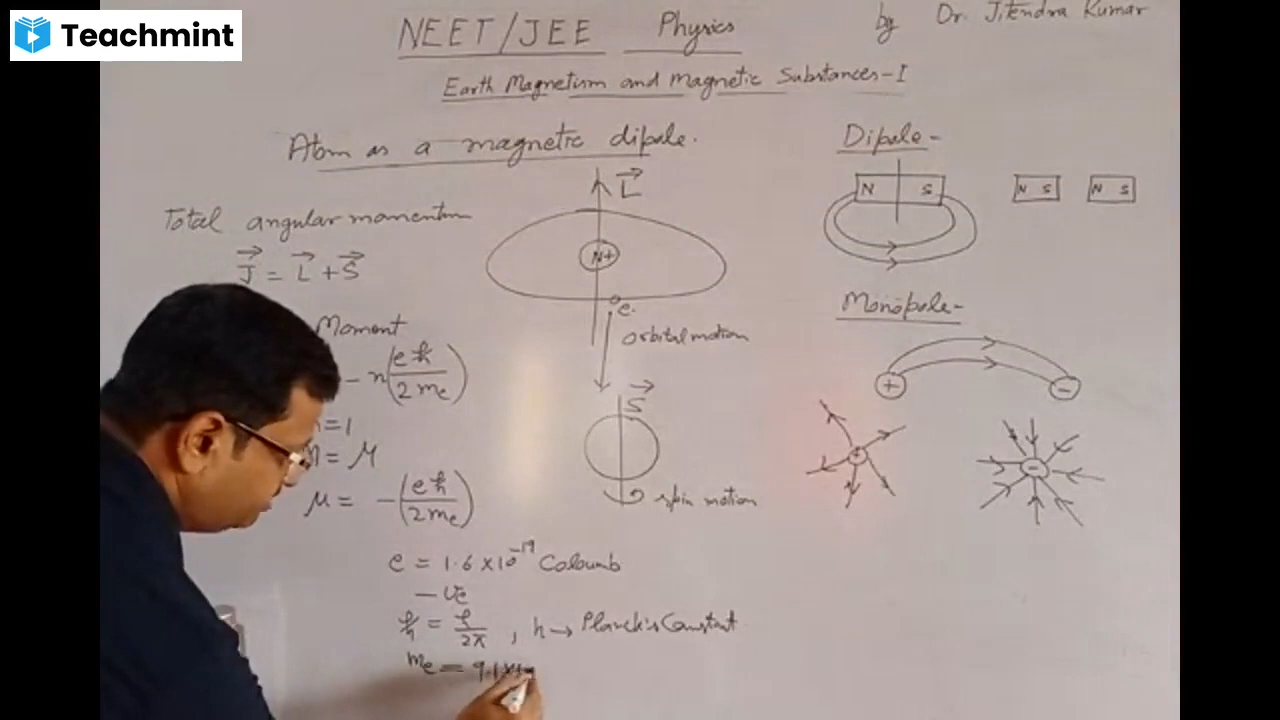 Teachmint
NEET/JEE Physics by Dr. Jitendra Kumar
Earth Magnetism and Magnetic Substances-I
Atom as a magnetic dipole.
Total angular momentum
J = L + S
Moment
- n(eħ/2me)
=1
= μ
μ = -(eħ/2me)
e = 1.6 × 10⁻¹⁹ Coloumb
- ve
ħ = h/2π , h → Planck's Constant
me = 9.1
L
N+
e-
orbital motion
S
spin motion
Dipole-
N S N S N S
Monopole-
+ -
+ -